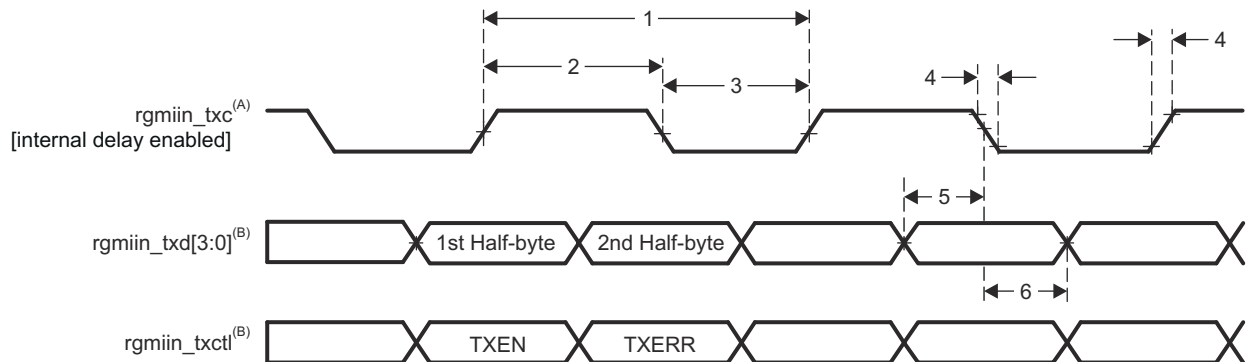 1
2
3
4
4
rgmiin_txc(A)
[internal delay enabled]
5
rgmiin_txd[3:0](B)
1st Half-byte
2nd Half-byte
6
rgmiin_txctl(B)
TXEN
TXERR